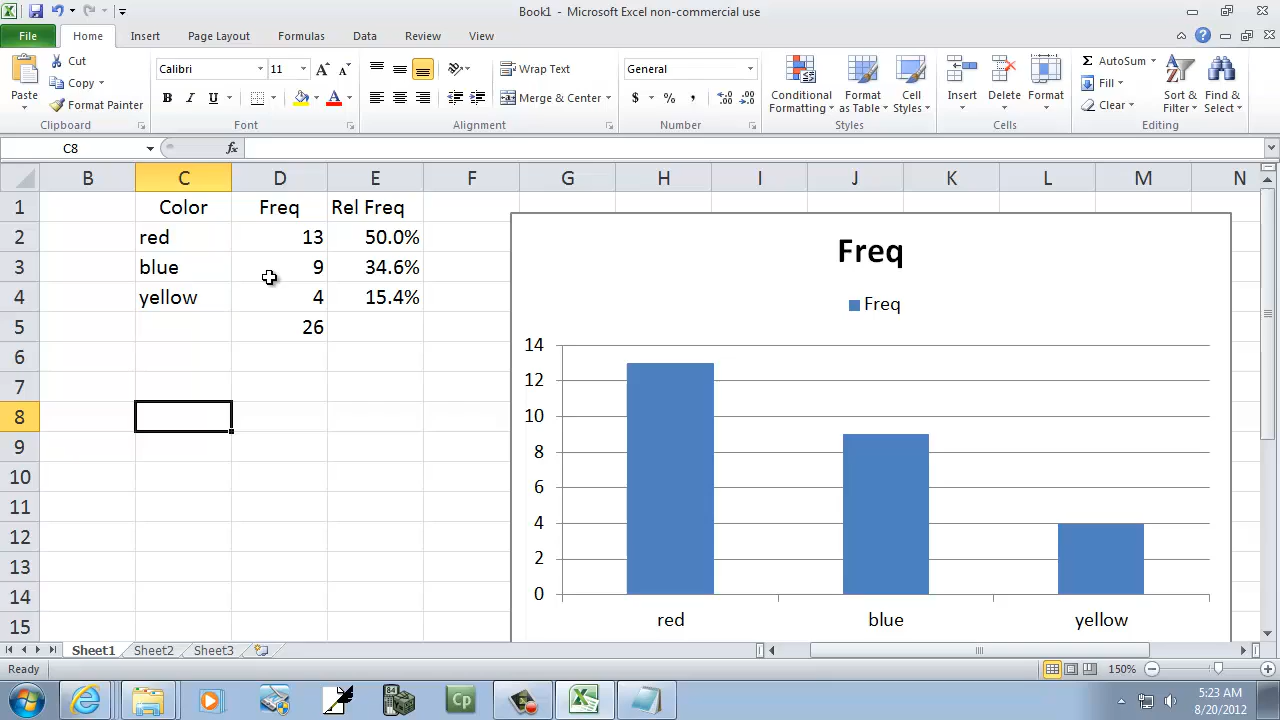 Book1 - Microsoft Excel non-commercial use
File Home Insert Page Layout Formulas Data Review View
Paste
Cut
Copy
Format Painter
Clipboard
Calibri 11
B I U
Font
Wrap Text
Merge & Center
Alignment
General
$ % ,
Number
Conditional Formatting
Format as Table
Cell Styles
Styles
Insert Delete Format
Cells
AutoSum
Fill
Clear
Sort & Filter
Find & Select
Editing
C8 fx
B C D E F G H I J K L M N
1 Color Freq Rel Freq
2 red 13 50.0%
3 blue 9 34.6%
4 yellow 4 15.4%
5 26
6
7
8
9
10
11
12
13
14
15
Freq
Freq
14
12
10
8
6
4
2
0
red blue yellow
Sheet1 Sheet2 Sheet3
Ready 150%
Cp
5:23 AM
8/20/2012